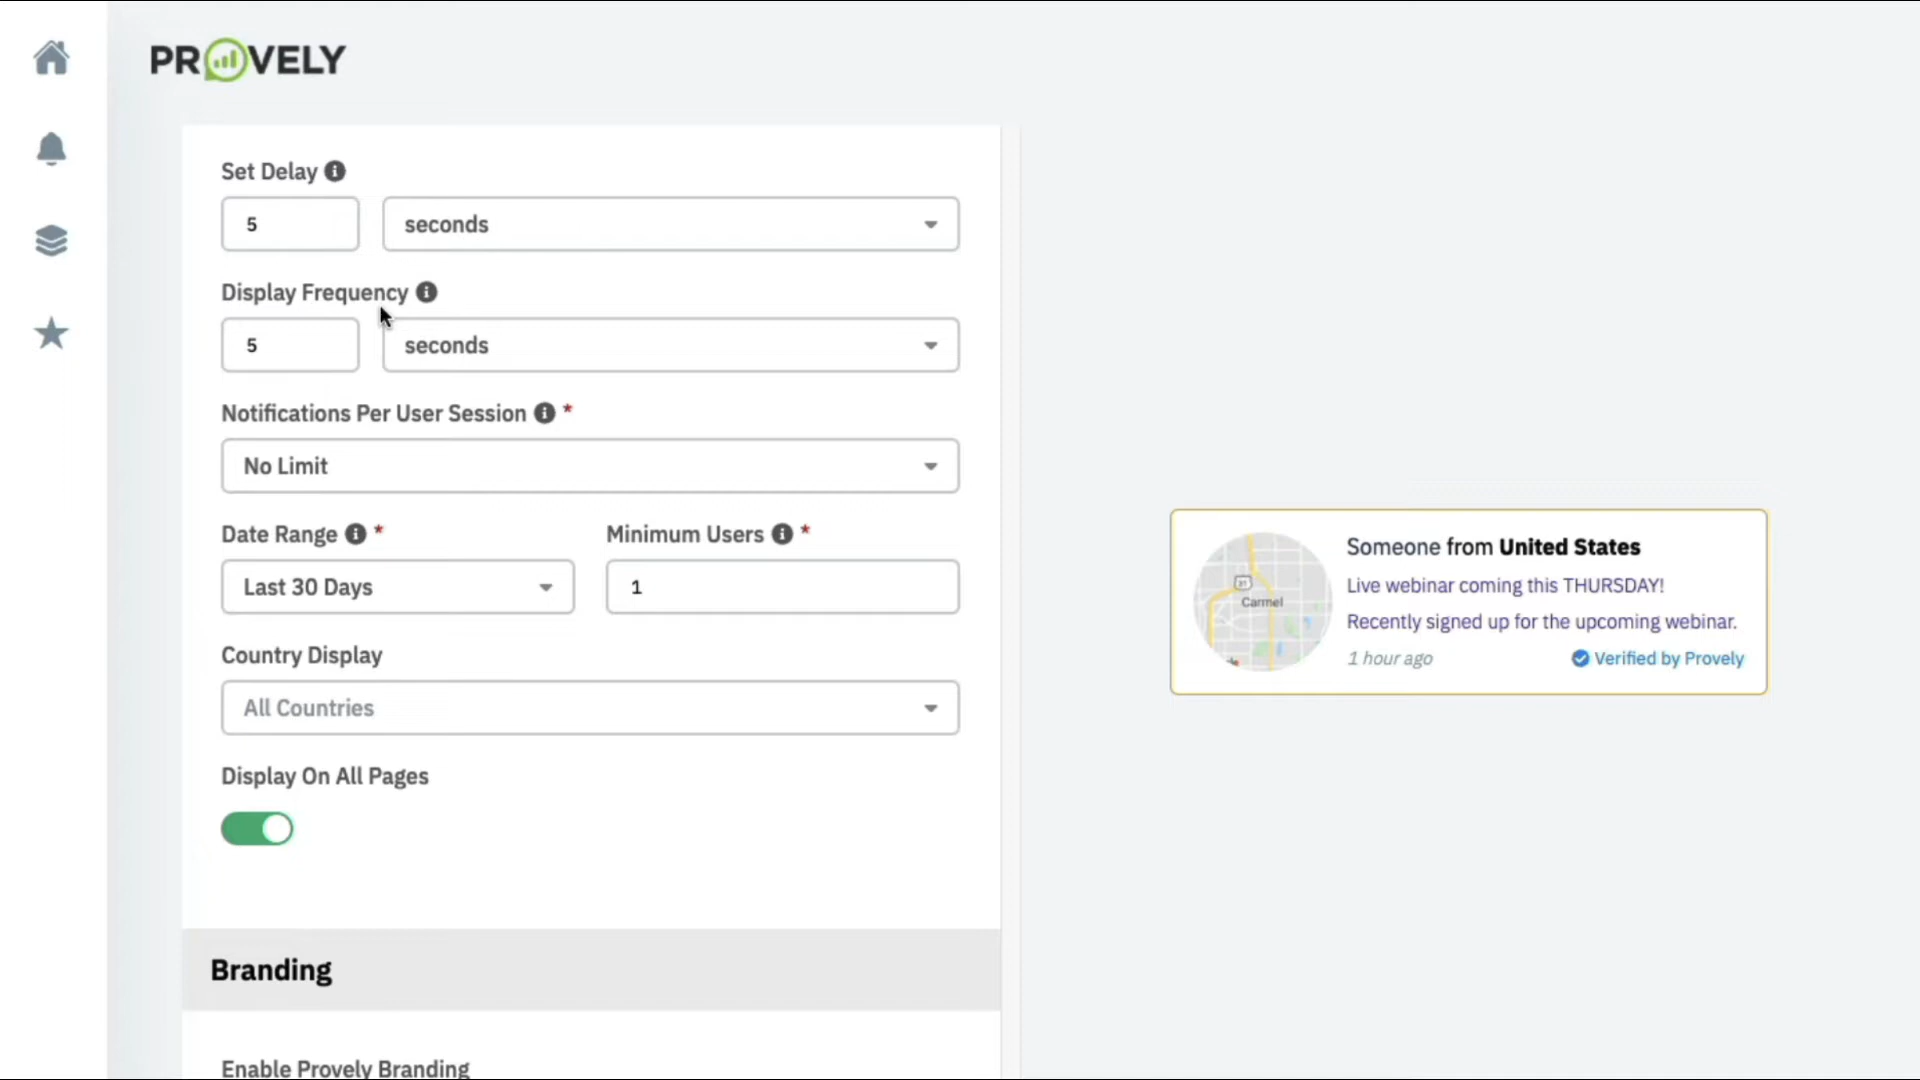 PROVELY
Set Delay
5 seconds
Display Frequency
5 seconds
Notifications Per User Session *
No Limit
Date Range * Minimum Users *
Last 30 Days 1
Country Display
All Countries
Display On All Pages
Branding
Enable Provely Branding
Someone from United States
Live webinar coming this THURSDAY!
Recently signed up for the upcoming webinar.
1 hour ago Verified by Provely
31
Carmel